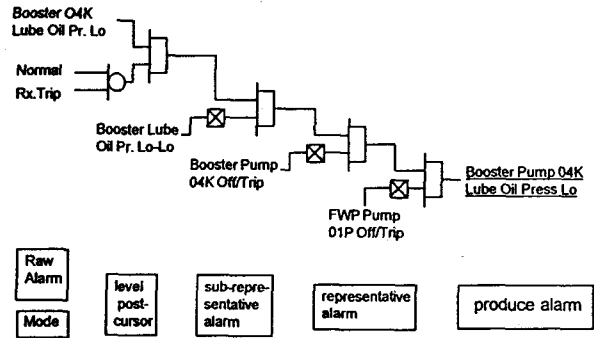 Booster O4K
Lube Oil Pr. Lo
Normal
Rx.Trip
Booster Lube
Oil Pr. Lo-Lo
Booster Pump
04K Off/Trip
FWP Pump
01P Off/Trip
Booster Pump 04K
Lube Oil Press Lo
Raw
Alarm
Mode
level
post-
cursor
sub-repre-
sentative
alarm
representative
alarm
produce alarm